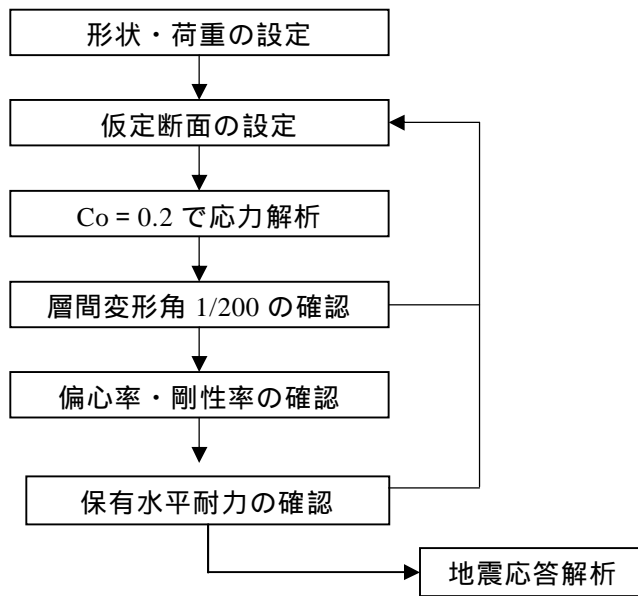 形状・荷重の設定
仮定断面の設定
Co = 0.2 で応力解析
層間変形角 1/200 の確認
偏心率・剛性率の確認
保有水平耐力の確認
地震応答解析